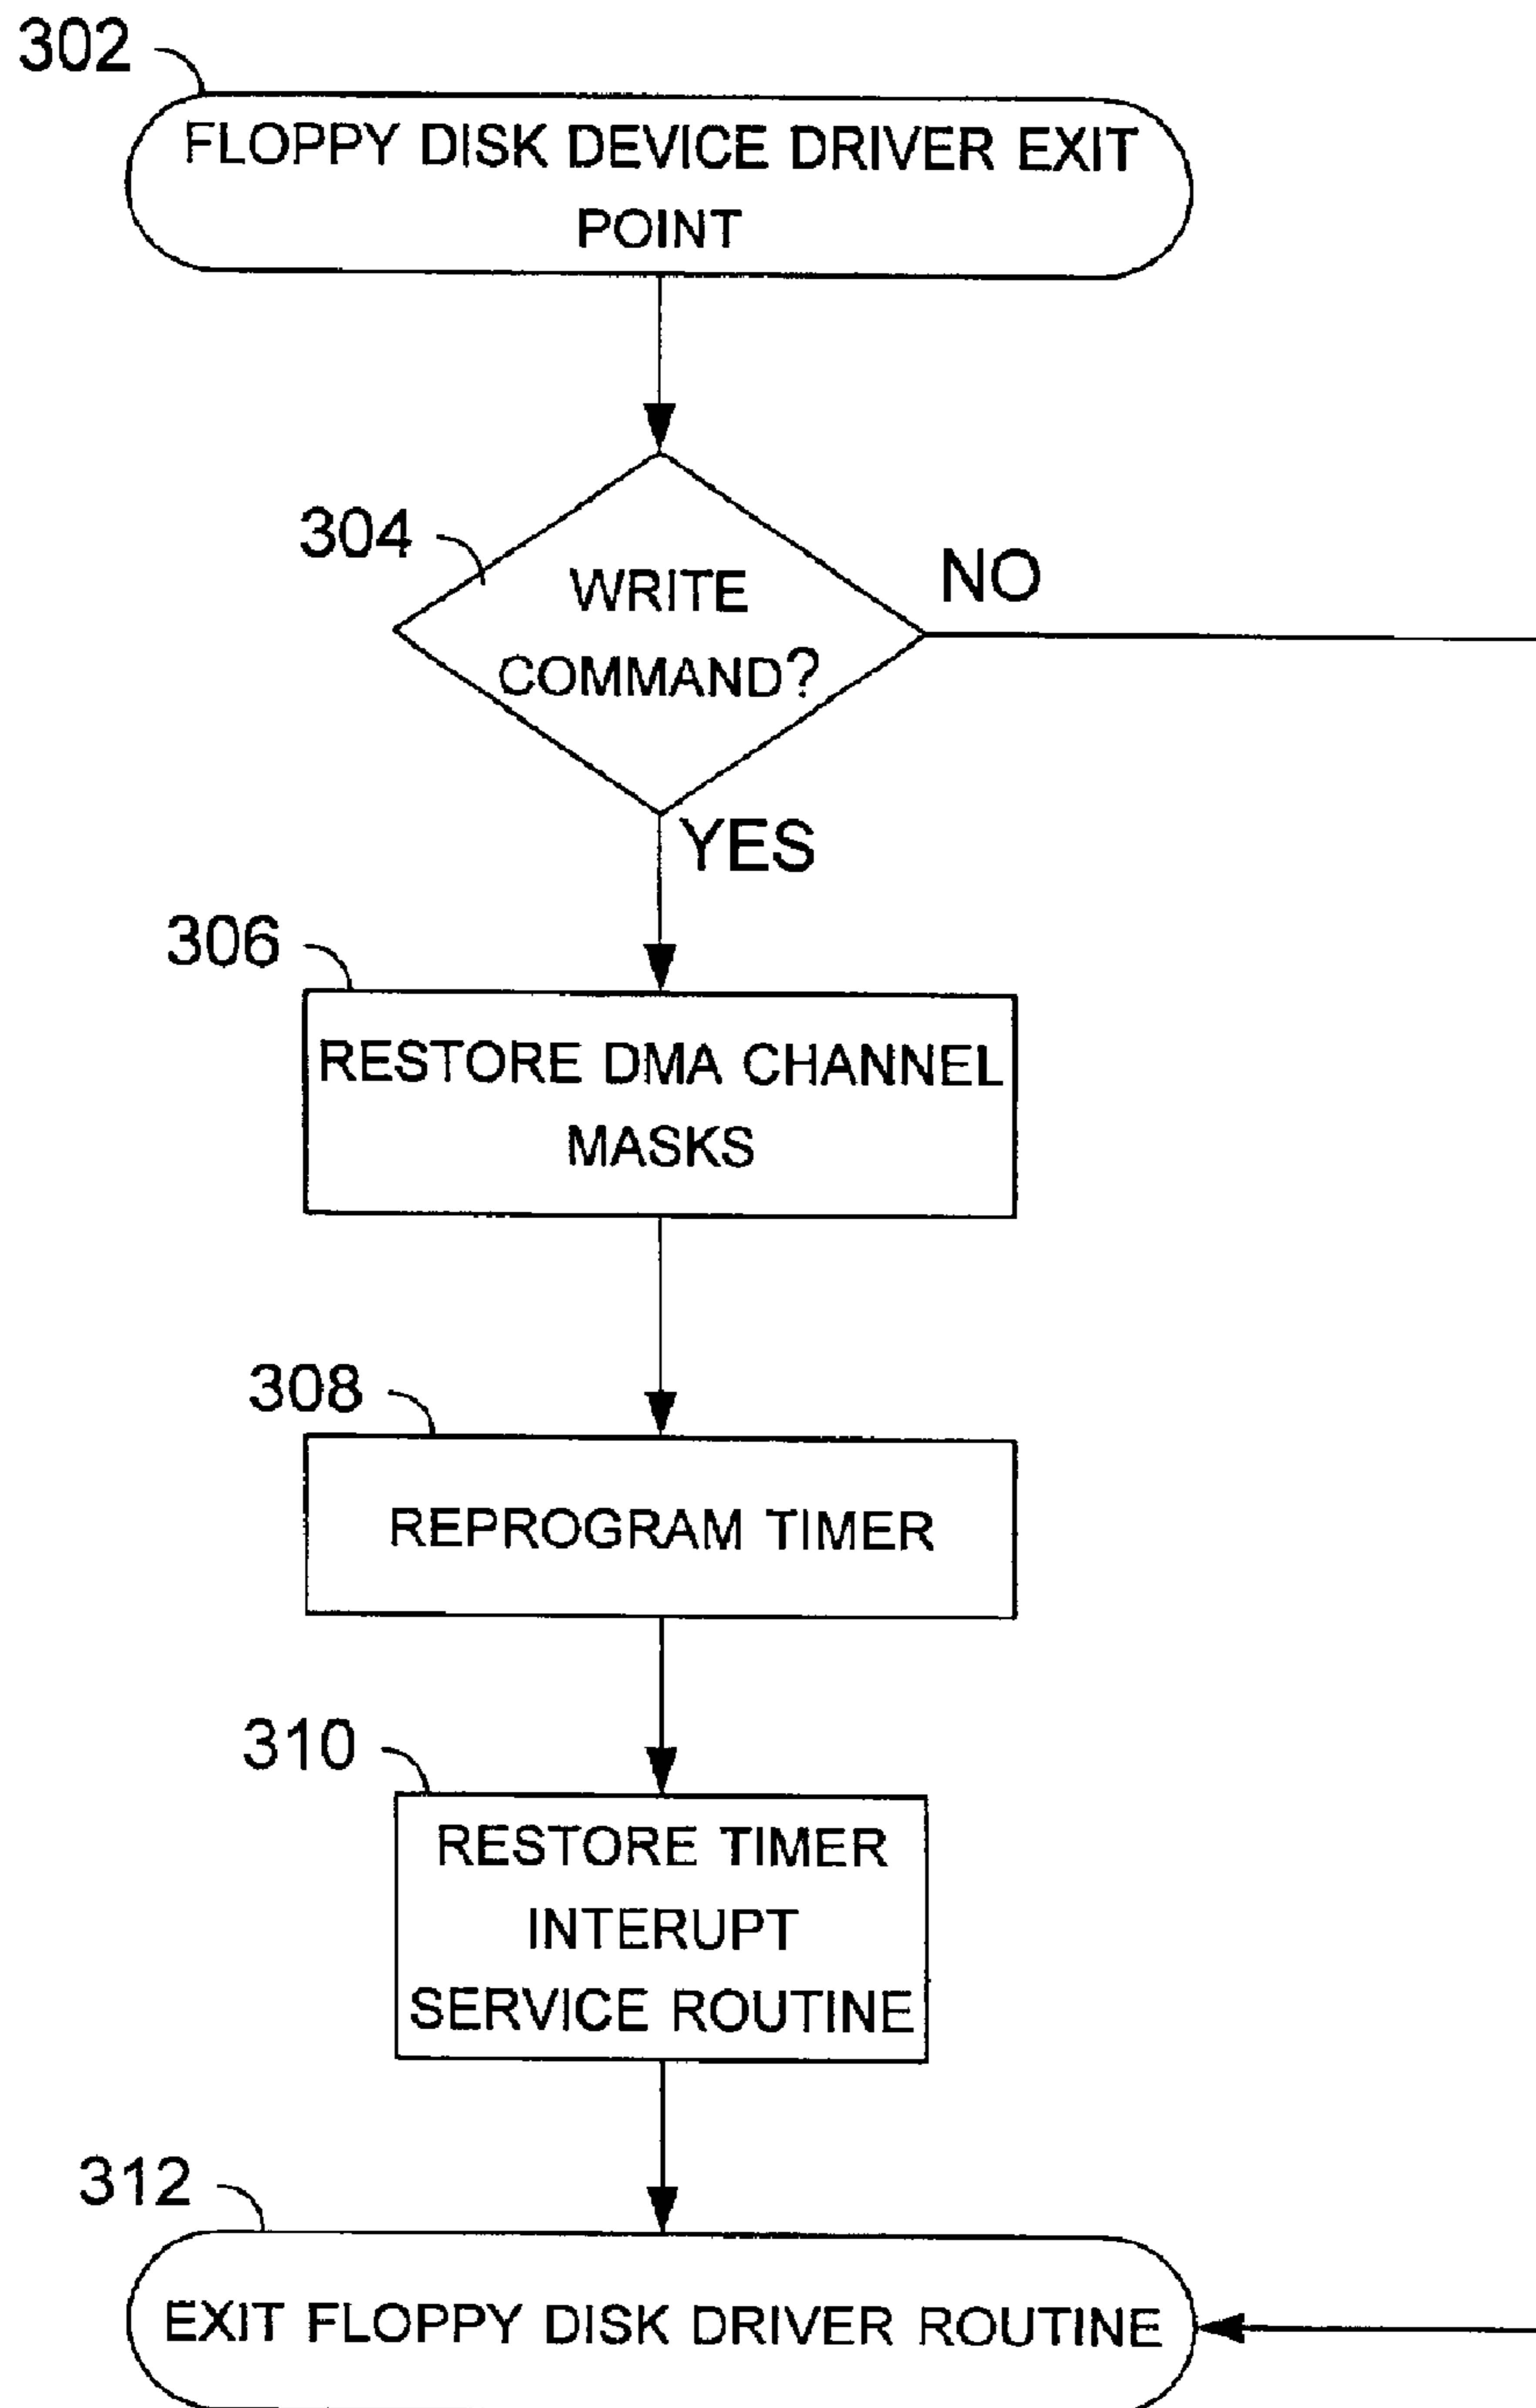 302
FLOPPY DISK DEVICE DRIVER EXIT
POINT
304
WRITE
COMMAND?
NO
YES
306
RESTORE DMA CHANNEL
MASKS
308
REPROGRAM TIMER
310
RESTORE TIMER
INTERUPT
SERVICE ROUTINE
312
EXIT FLOPPY DISK DRIVER ROUTINE